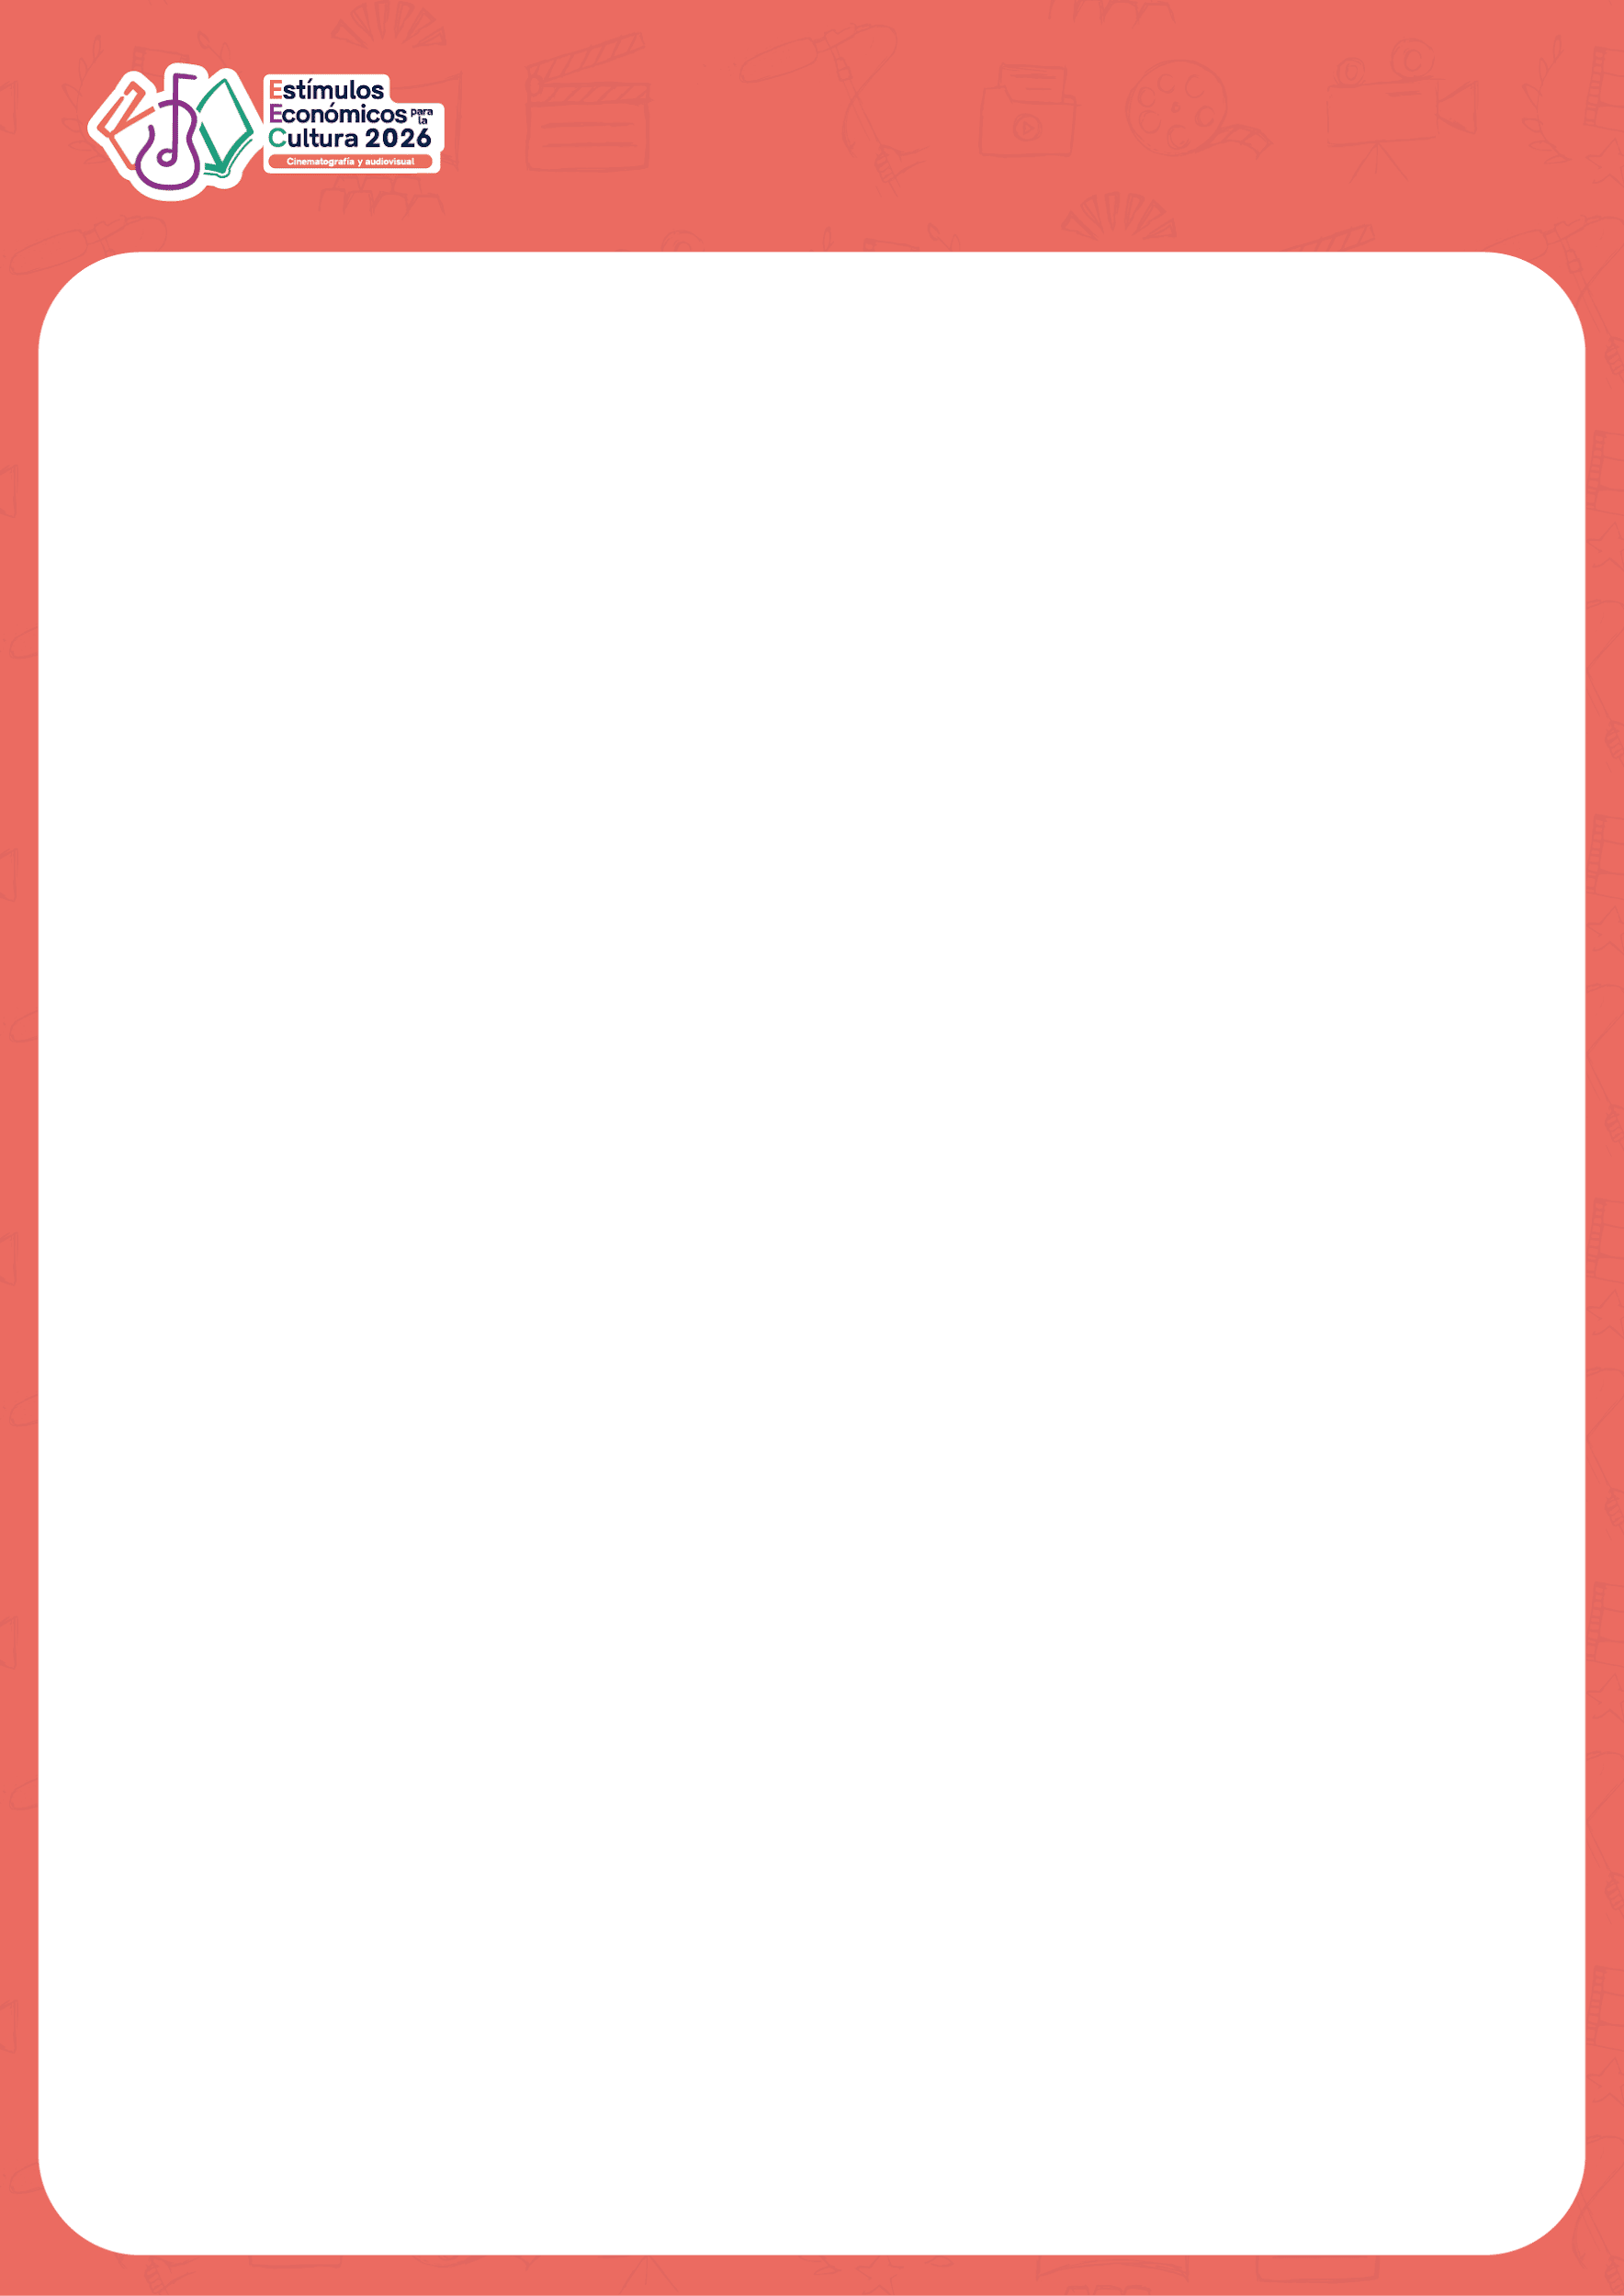 Estímulos
Económicos para la
Cultura 2026
Cinematografía y audiovisual